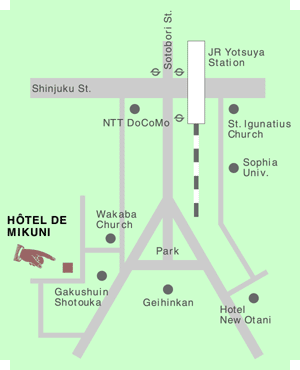 Sotobori St.
JR Yotsuya
Station
Shinjuku St.
NTT DoCoMo
St. Igunatius
Church
Sophia
Univ.
HÔTEL DE
MIKUNI
Wakaba
Church
Park
Gakushuin
Shotouka
Geihinkan
Hotel
New Otani